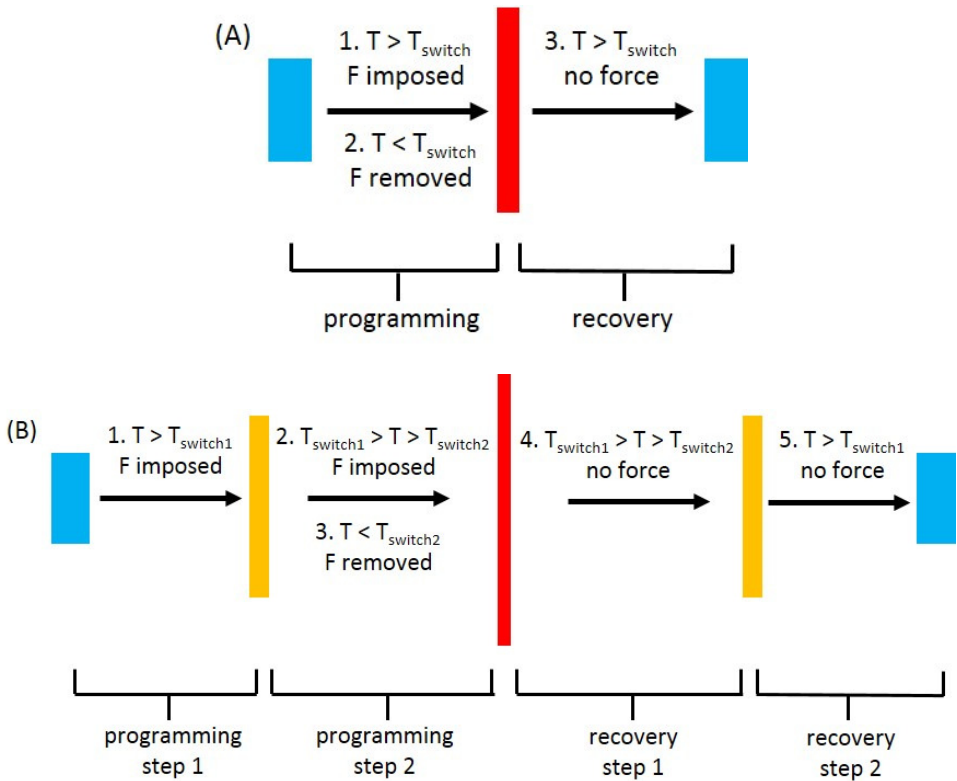 (A)
1. T > Tswitch
F imposed
2. T < Tswitch
F removed
3. T > Tswitch
no force
programming
recovery
(B)
1. T > Tswitch1
F imposed
2. Tswitch1 > T > Tswitch2
F imposed
3. T < Tswitch2
F removed
4. Tswitch1 > T > Tswitch2
no force
5. T > Tswitch1
no force
programming
step 1
programming
step 2
recovery
step 1
recovery
step 2